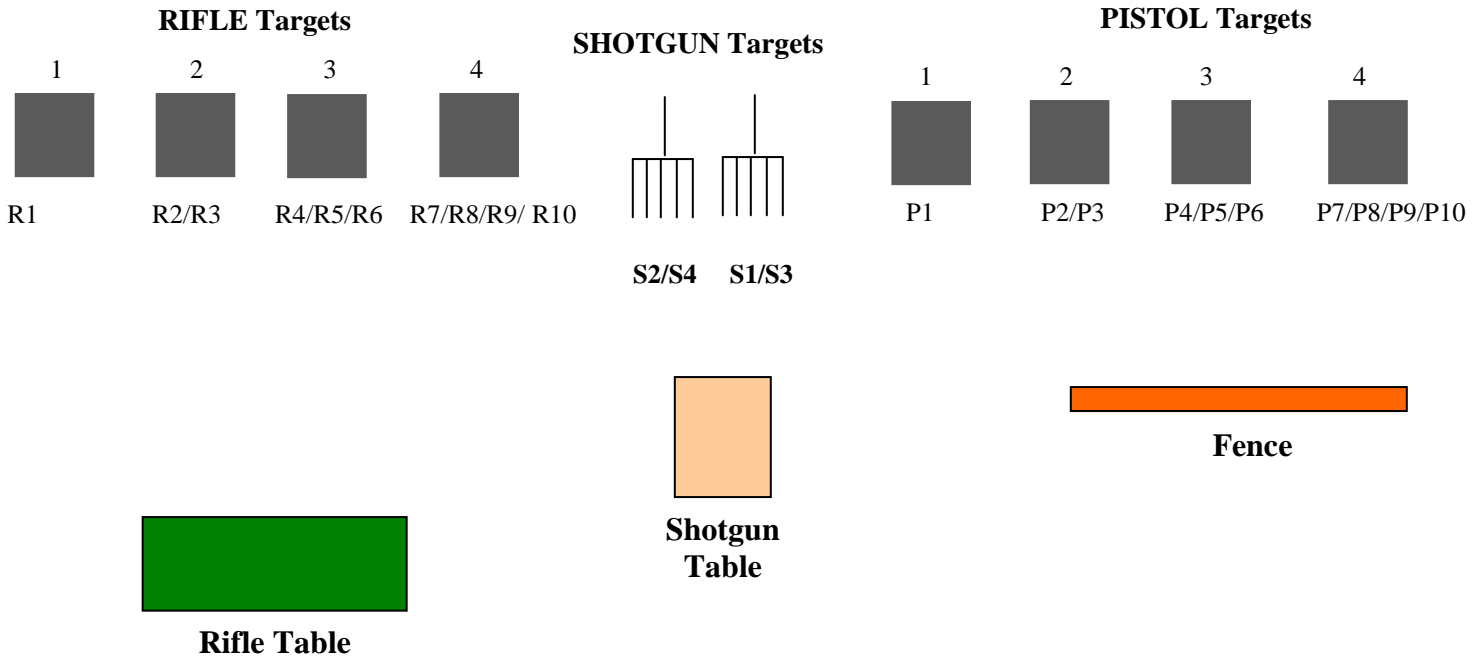 RIFLE Targets
SHOTGUN Targets
PISTOL Targets
1
2
3
4
1
2
3
4
R1
R2/R3
R4/R5/R6
R7/R8/R9/ R10
P1
P2/P3
P4/P5/P6
P7/P8/P9/P10
S2/S4
S1/S3
Fence
Shotgun
Table
Rifle Table